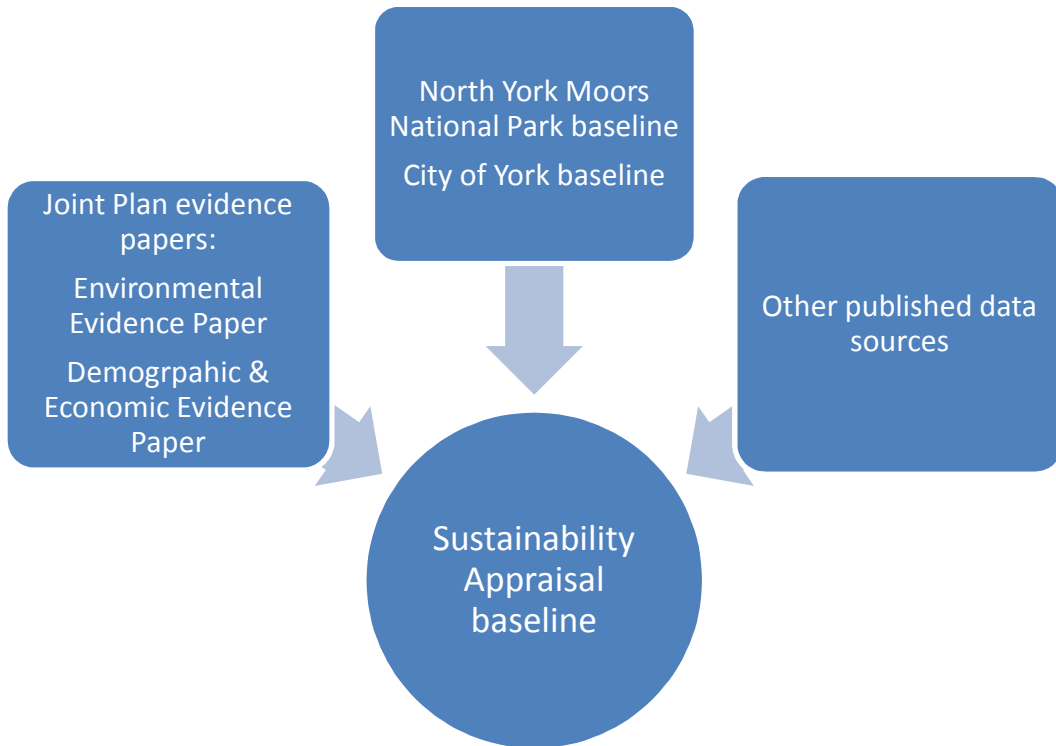 North York Moors
National Park baseline
City of York baseline
Joint Plan evidence
papers:
Environmental
Evidence Paper
Demogrpahic &
Economic Evidence
Paper
Other published data
sources
Sustainability
Appraisal
baseline